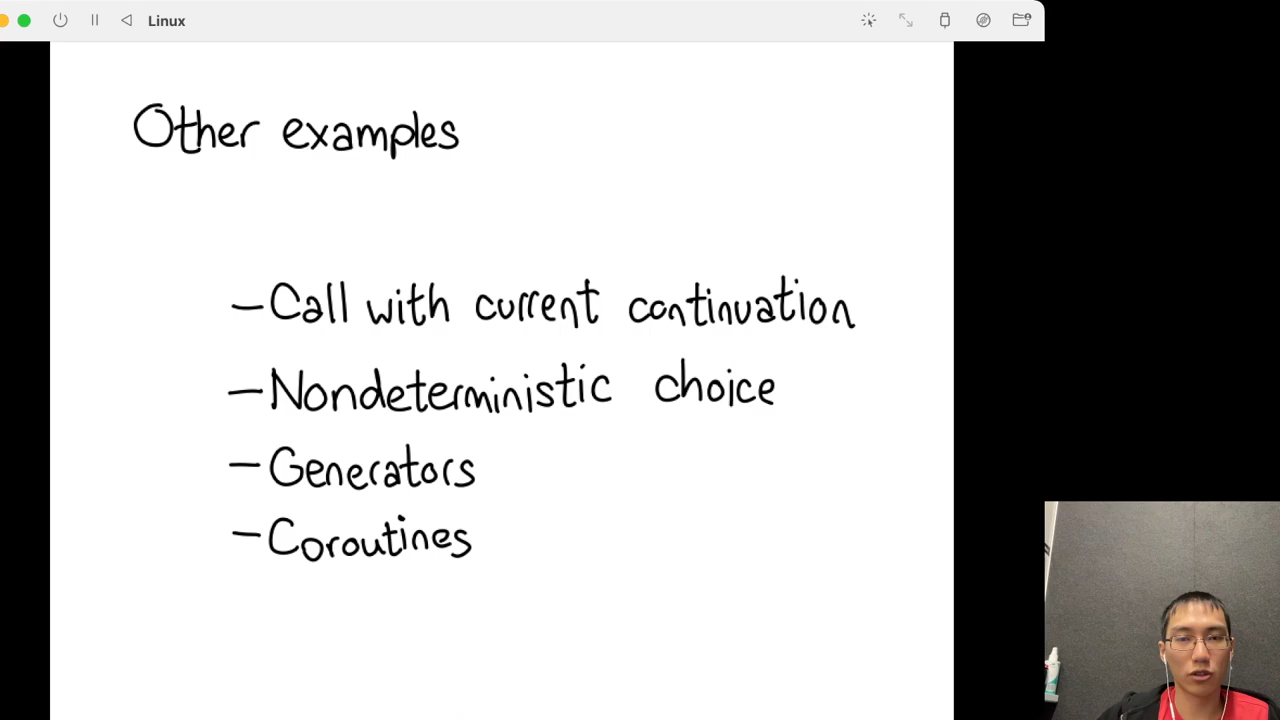 Linux
Other examples
- Call with current continuation
- Nondeterministic choice
- Generators
- Coroutines